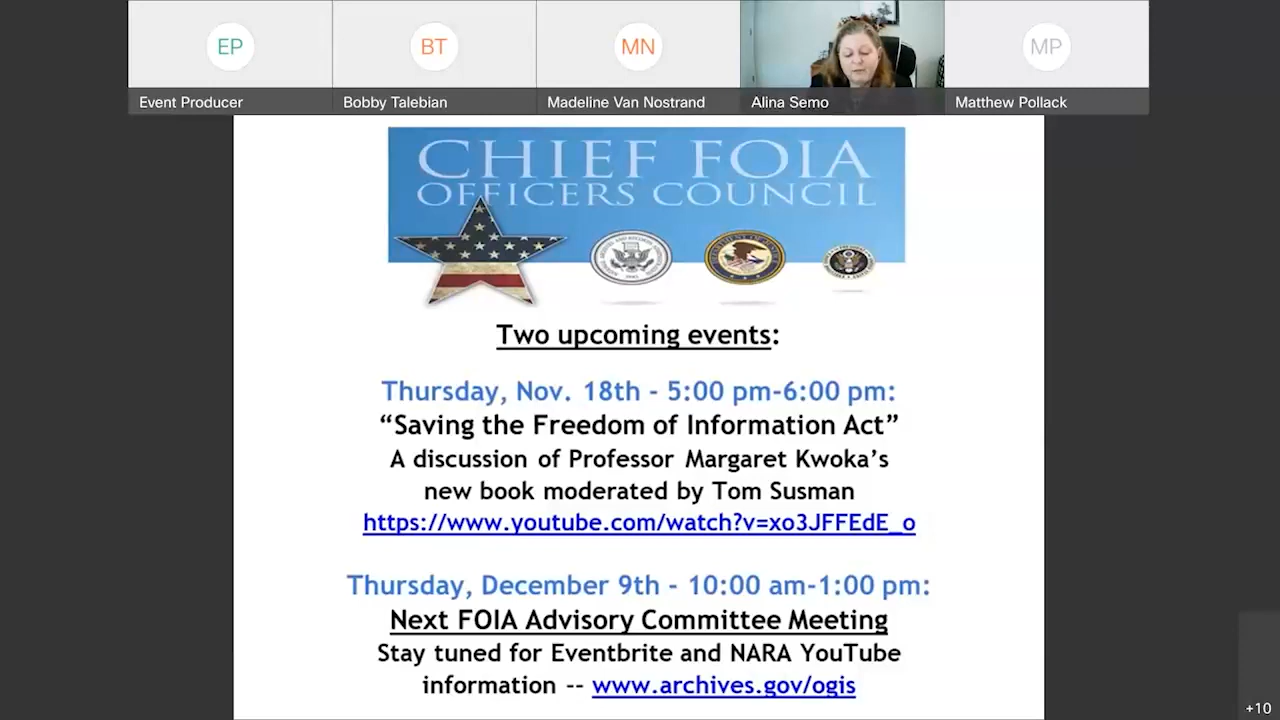 EP
BT
MN
MP
Event Producer
Bobby Talebian
Madeline Van Nostrand
Alina Semo
Matthew Pollack
CHIEF FOIA
OFFICERS COUNCIL
Two upcoming events:
Thursday, Nov. 18th - 5:00 pm-6:00 pm:
“Saving the Freedom of Information Act”
A discussion of Professor Margaret Kwoka’s
new book moderated by Tom Susman
https://www.youtube.com/watch?v=xo3JFFEdE_o
Thursday, December 9th - 10:00 am-1:00 pm:
Next FOIA Advisory Committee Meeting
Stay tuned for Eventbrite and NARA YouTube
information -- www.archives.gov/ogis
+10